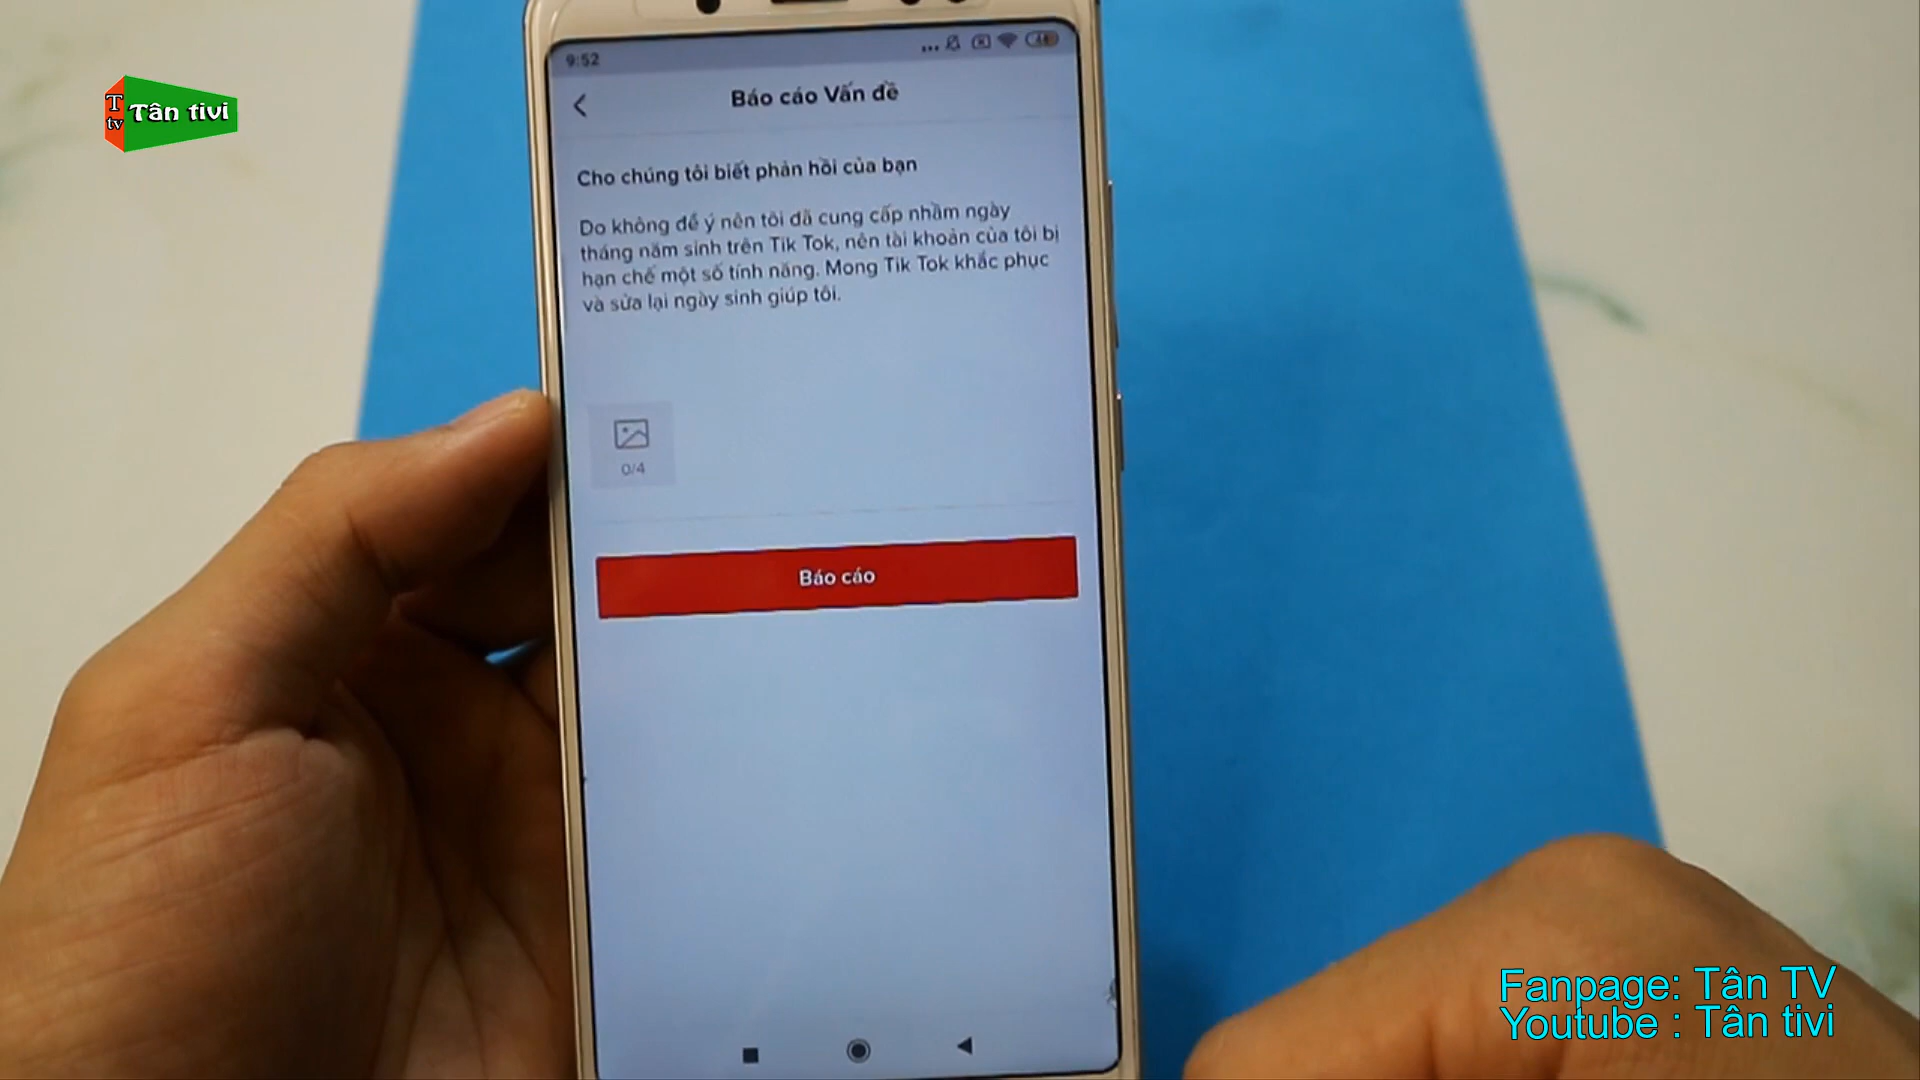 T
tv
Tân tivi
9:52
Báo cáo Vấn đề
Cho chúng tôi biết phản hồi của bạn
Do không để ý nên tôi đã cung cấp nhầm ngày
tháng năm sinh trên Tik Tok, nên tài khoản của tôi bị
hạn chế một số tính năng. Mong Tik Tok khắc phục
và sửa lại ngày sinh giúp tôi.
0/4
Báo cáo
Fanpage: Tân TV
Youtube : Tân tivi